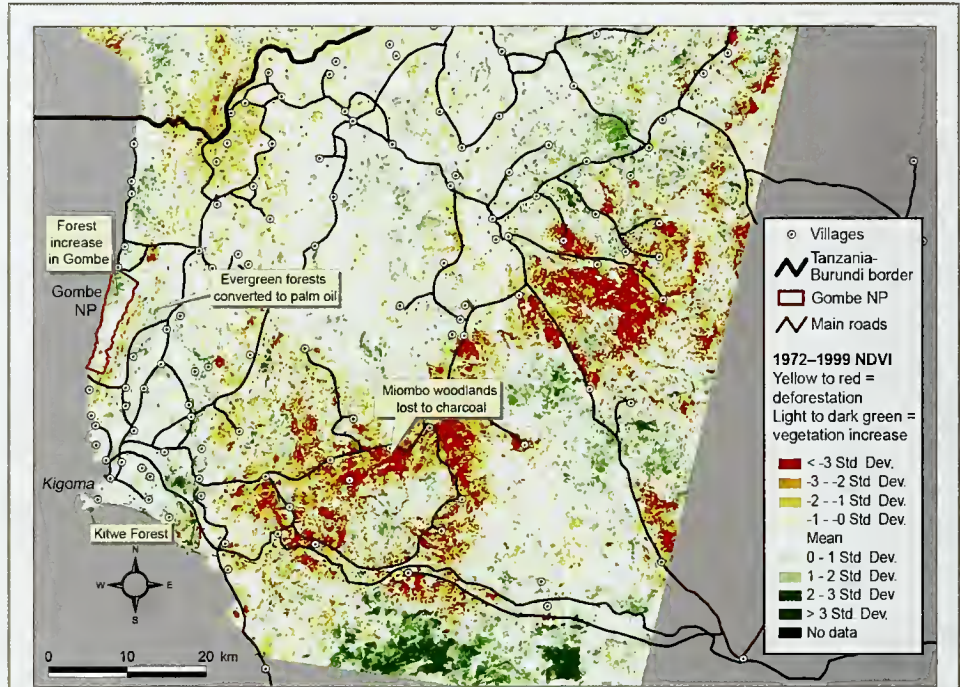 Forest
increase
in Gombe
Gombe
NP
Evergreen forests
converted to palm oil
Miombo woodlands
lost to charcoal
Kigoma
Kitwe Forest
N
W E
S
0 10 20 km
Villages
Tanzania-
Burundi border
Gombe NP
Main roads
1972–1999 NDVI
Yellow to red =
deforestation
Light to dark green =
vegetation increase
< -3 Std. Dev.
-3 - -2 Std. Dev.
-2 - -1 Std. Dev.
-1 - -0 Std. Dev.
Mean
0 - 1 Std. Dev.
1 - 2 Std. Dev.
2 - 3 Std. Dev.
> 3 Std. Dev.
No data